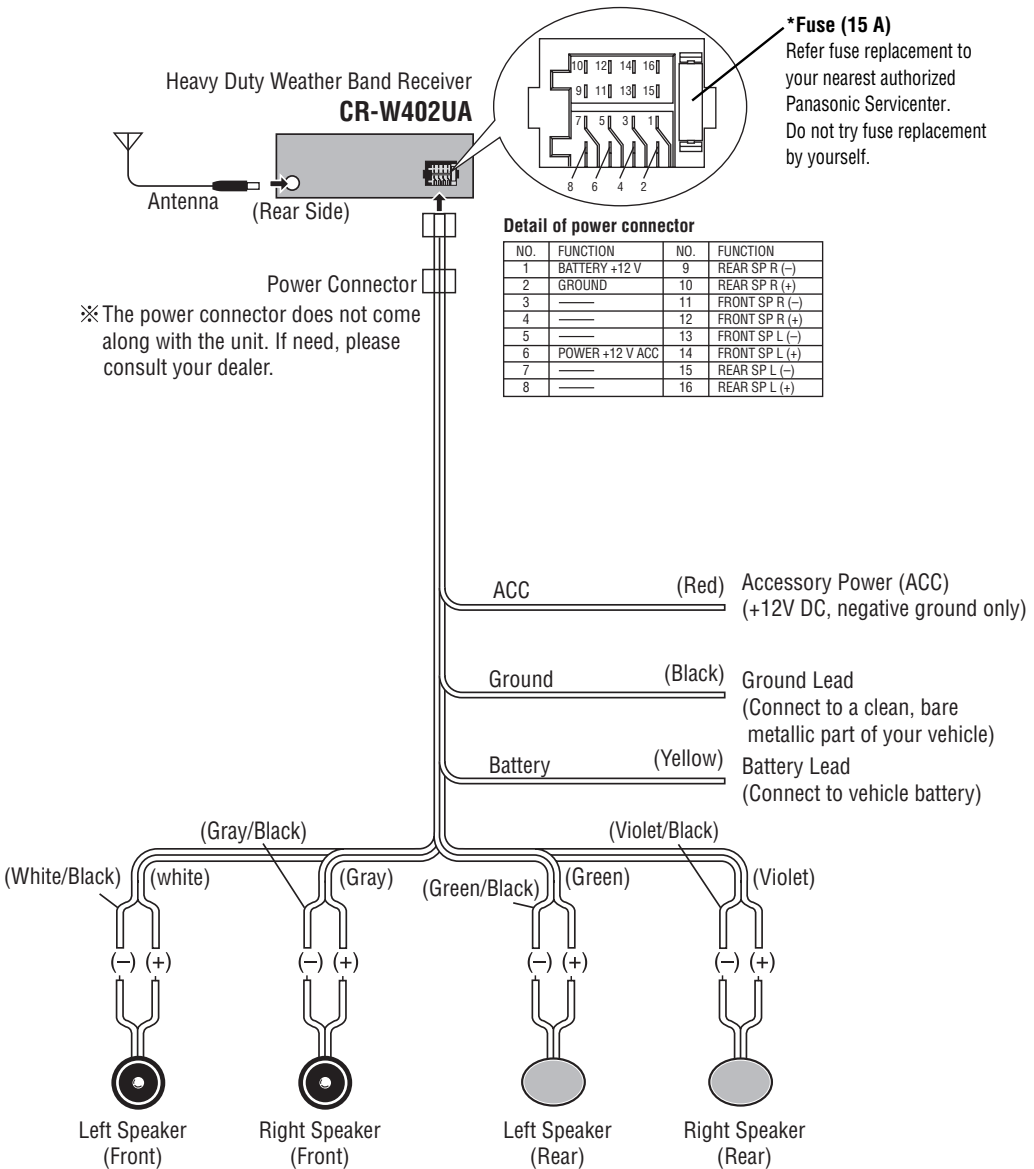 *Fuse (15 A)
Refer fuse replacement to
your nearest authorized
Panasonic Servicenter.
Do not try fuse replacement
by yourself.
Heavy Duty Weather Band Receiver
CR-W402UA
10 12 14 16
9 11 13 15
7 5 3 1
8 6 4 2
Antenna
(Rear Side)
Detail of power connector
NO. FUNCTION NO. FUNCTION
1 BATTERY +12 V 9 REAR SP R (–)
2 GROUND 10 REAR SP R (+)
3 —— 11 FRONT SP R (–)
4 —— 12 FRONT SP R (+)
5 —— 13 FRONT SP L (–)
6 POWER +12 V ACC 14 FRONT SP L (+)
7 —— 15 REAR SP L (–)
8 —— 16 REAR SP L (+)
Power Connector
※ The power connector does not come
along with the unit. If need, please
consult your dealer.
ACC (Red) Accessory Power (ACC)
(+12V DC, negative ground only)
Ground (Black) Ground Lead
(Connect to a clean, bare
metallic part of your vehicle)
Battery (Yellow) Battery Lead
(Connect to vehicle battery)
(Gray/Black) (Violet/Black)
(White/Black) (white) (Gray) (Green/Black) (Green) (Violet)
(–) (+) (–) (+) (–) (+) (–) (+)
Left Speaker Right Speaker Left Speaker Right Speaker
(Front) (Front) (Rear) (Rear)